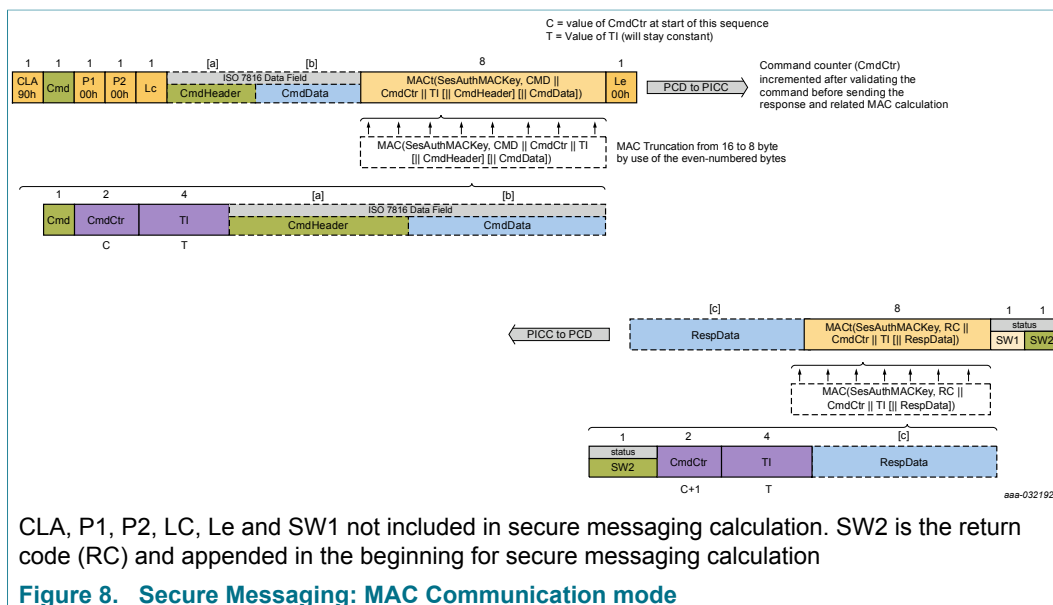 C = value of CmdCtr at start of this sequence
T = Value of TI (will stay constant)
1 1 1 1 1 [a] [b] 8 1
CLA
90h
Cmd
P1
00h
P2
00h
Lc
ISO 7816 Data Field
CmdHeader
CmdData
MACt(SesAuthMACKey, CMD ||
CmdCtr || TI [|| CmdHeader] [|| CmdData])
Le
00h
PCD to PICC
Command counter (CmdCtr)
incremented after validating the
command before sending the
response and related MAC calculation
MAC(SesAuthMACKey, CMD || CmdCtr || TI
[|| CmdHeader] [|| CmdData])
MAC Truncation from 16 to 8 byte
by use of the even-numbered bytes
1 2 4 [a] [b]
Cmd
CmdCtr
TI
ISO 7816 Data Field
CmdHeader
CmdData
C T
[c] 8 1 1
PICC to PCD
RespData
MACt(SesAuthMACKey, RC ||
CmdCtr || TI [|| RespData])
status
SW1
SW2
MAC(SesAuthMACKey, RC ||
CmdCtr || TI [|| RespData])
1 2 4 [c]
status
SW2
CmdCtr
TI
RespData
C+1 T
aaa-032192
CLA, P1, P2, LC, Le and SW1 not included in secure messaging calculation. SW2 is the return
code (RC) and appended in the beginning for secure messaging calculation
Figure 8. Secure Messaging: MAC Communication mode